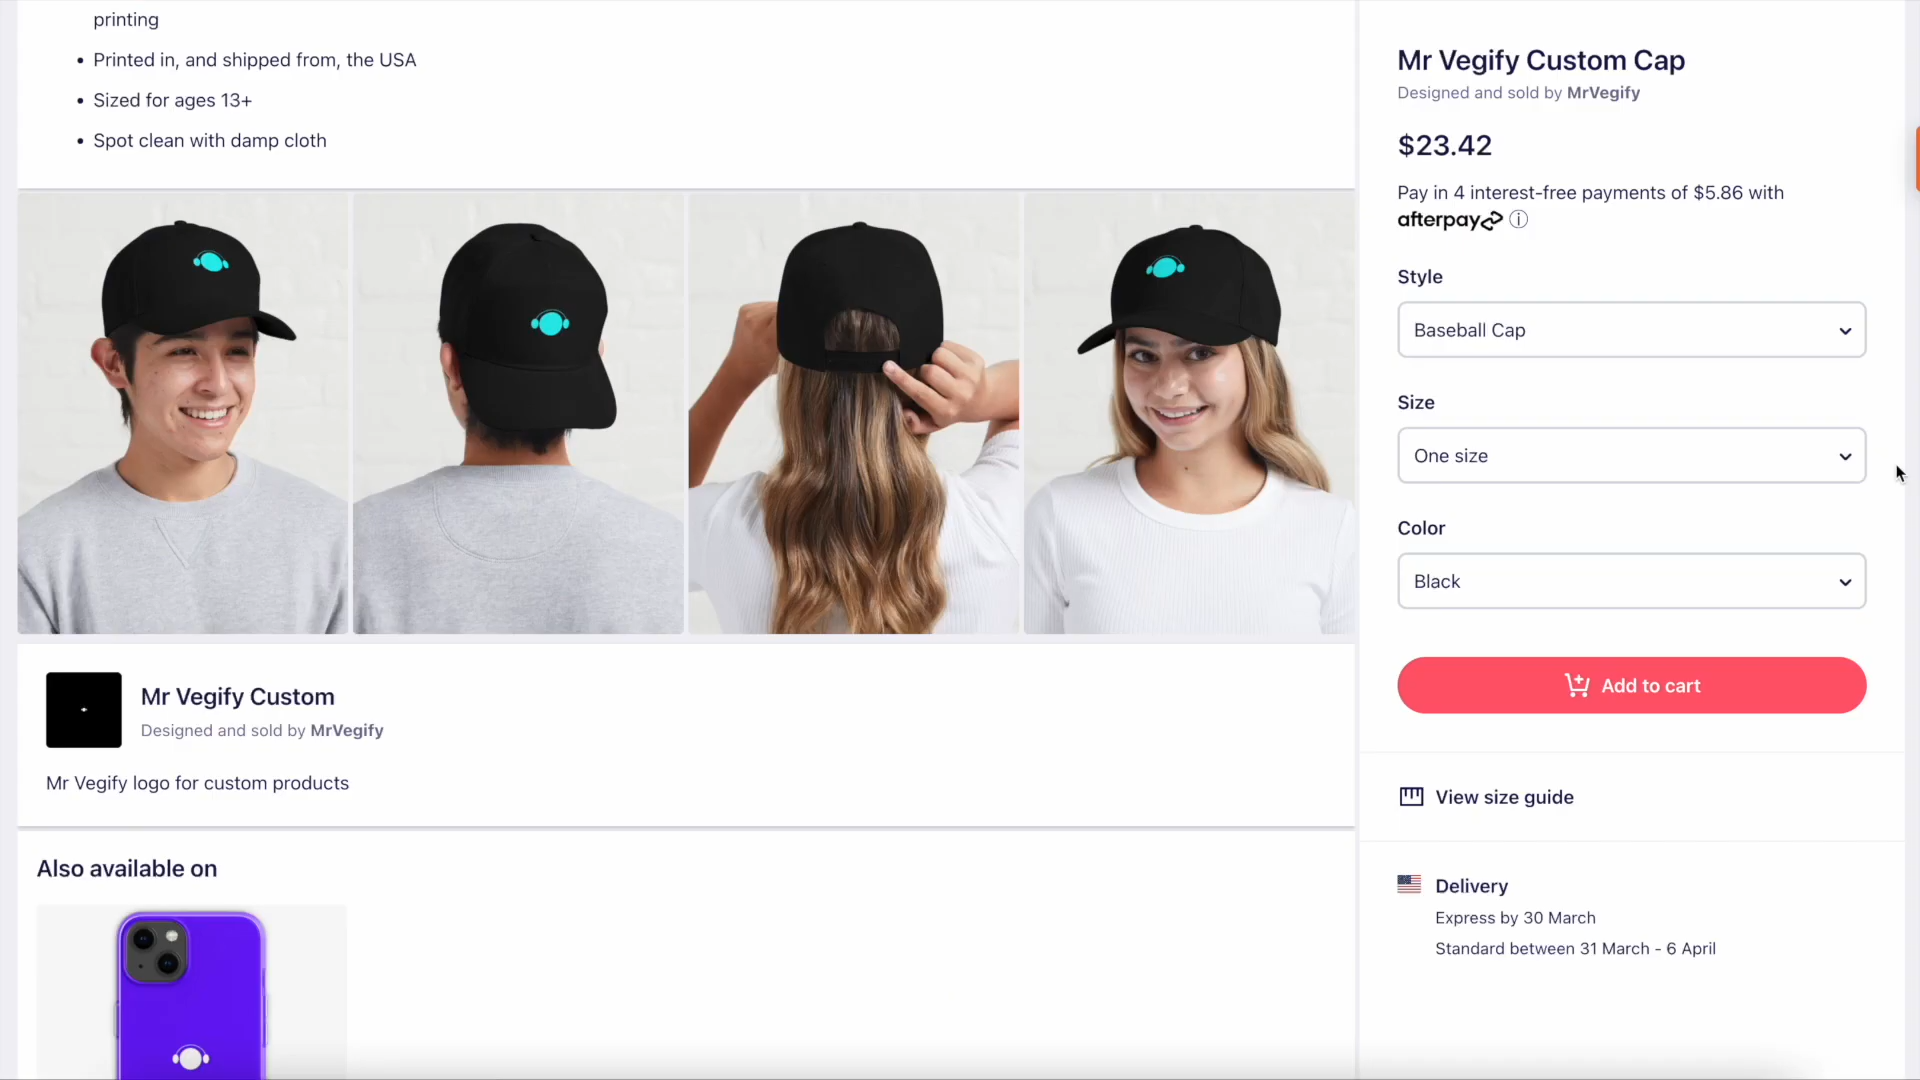 printing
Printed in, and shipped from, the USA
Sized for ages 13+
Spot clean with damp cloth
Mr Vegify Custom
Designed and sold by MrVegify
Mr Vegify logo for custom products
Also available on
Mr Vegify Custom Cap
Designed and sold by MrVegify
$23.42
Pay in 4 interest-free payments of $5.86 with
afterpay
Style
Baseball Cap
Size
One size
Color
Black
Add to cart
View size guide
Delivery
Express by 30 March
Standard between 31 March - 6 April